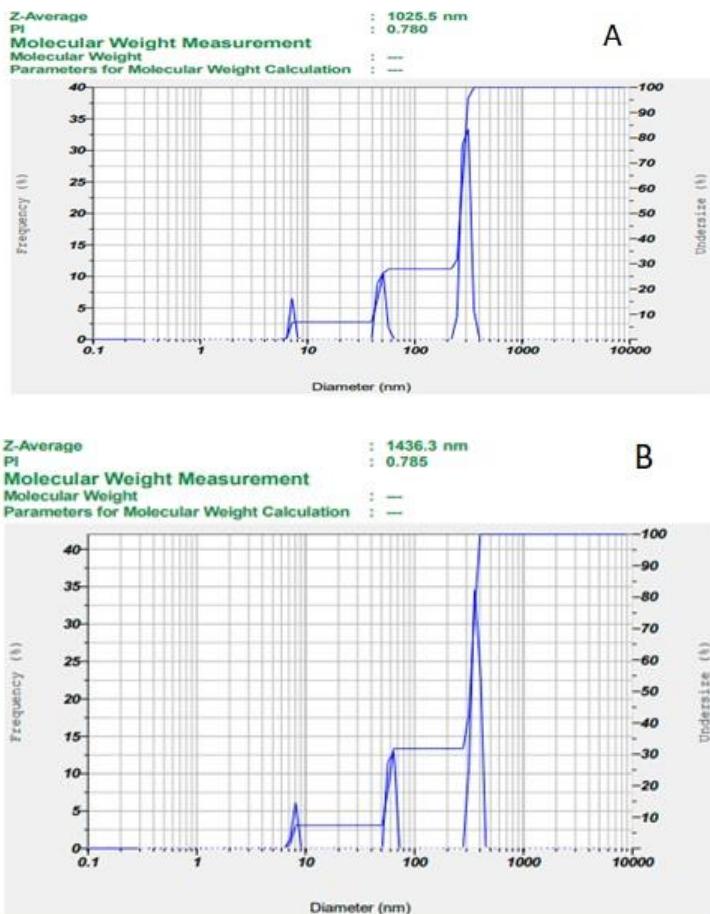 Z-Average : 1025.5 nm
PI : 0.780
A
Molecular Weight Measurement
Molecular Weight : ---
Parameters for Molecular Weight Calculation : ---
40 100
35 90
30 80
25 70
20 60
15 50
10 40
5 30
0 20
10
0.1 1 10 100 1000 10000
Frequency (%)
Undersize (%)
Diameter (nm)
Z-Average : 1436.3 nm
PI : 0.785
B
Molecular Weight Measurement
Molecular Weight : ---
Parameters for Molecular Weight Calculation : ---
40 100
35 90
30 80
25 70
20 60
15 50
10 40
5 30
0 20
10
0.1 1 10 100 1000 10000
Frequency (%)
Undersize (%)
Diameter (nm)